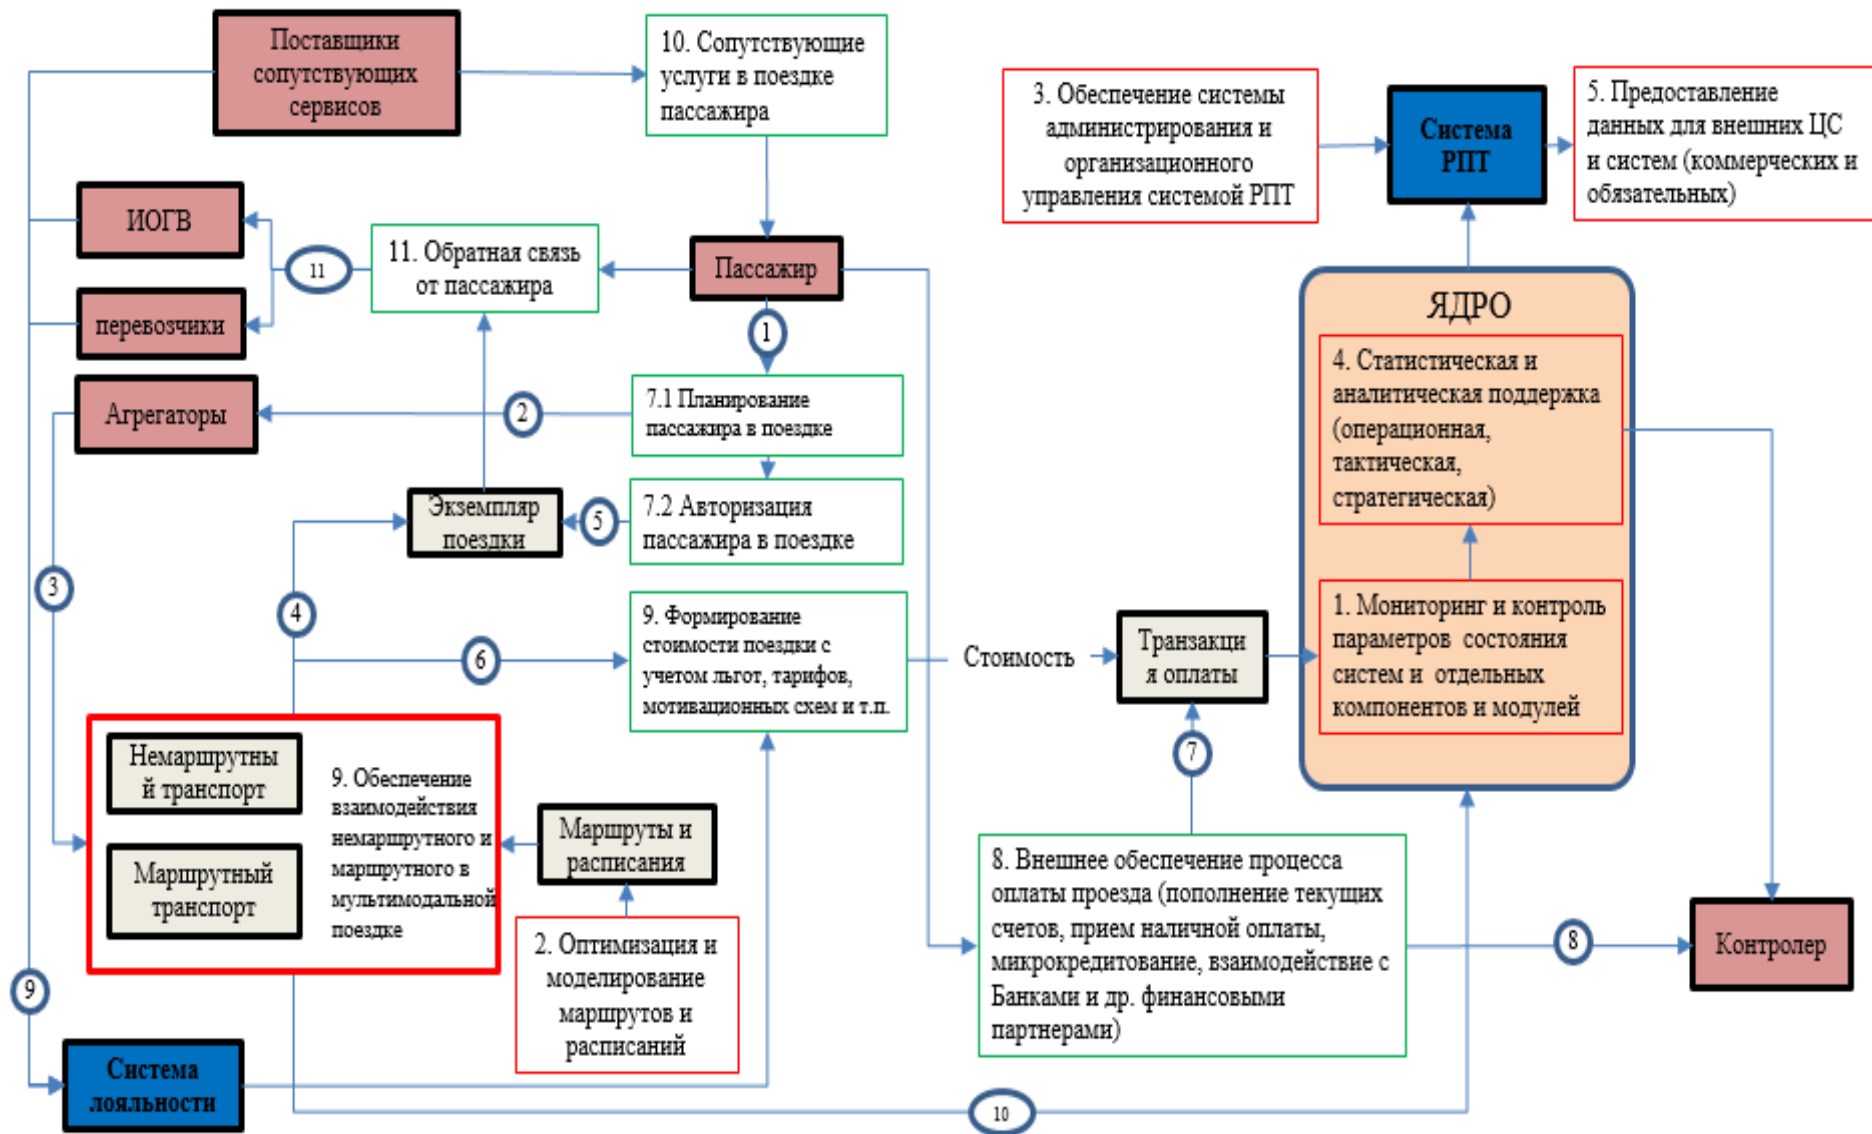 Поставщики
сопутствующих
сервисов
10. Сопутствующие
услуги в поездке
пассажира
3. Обеспечение системы
администрирования и
организационного
управления системой РПТ
Система
РПТ
5. Предоставление
данных для внешних ЦС
и систем (коммерческих и
обязательных)
ИОГВ
11
11. Обратная связь
от пассажира
Пассажир
перевозчики
1
ЯДРО
4. Статистическая и
аналитическая поддержка
(операционная,
тактическая,
стратегическая)
Агрегаторы
2
7.1 Планирование
пассажира в поездке
Экземпляр
поездки
5
7.2 Авторизация
пассажира в поездке
3
4
6
9. Формирование
стоимости поездки с
учетом льгот, тарифов,
мотивационных схем и т.п.
Стоимость
Транзакци
я оплаты
1. Мониторинг и контроль
параметров состояния
систем и отдельных
компонентов и модулей
7
Немаршрутны
й транспорт
Маршрутный
транспорт
9. Обеспечение
взаимодействия
немаршрутного и
маршрутного в
мультимодальной
поездке
Маршруты и
расписания
2. Оптимизация и
моделирование
маршрутов и
расписаний
8. Внешнее обеспечение процесса
оплаты проезда (пополнение текущих
счетов, прием наличной оплаты,
микрокредитование, взаимодействие с
Банками и др. финансовыми
партнерами)
8
Контролер
9
Система
лояльности
10